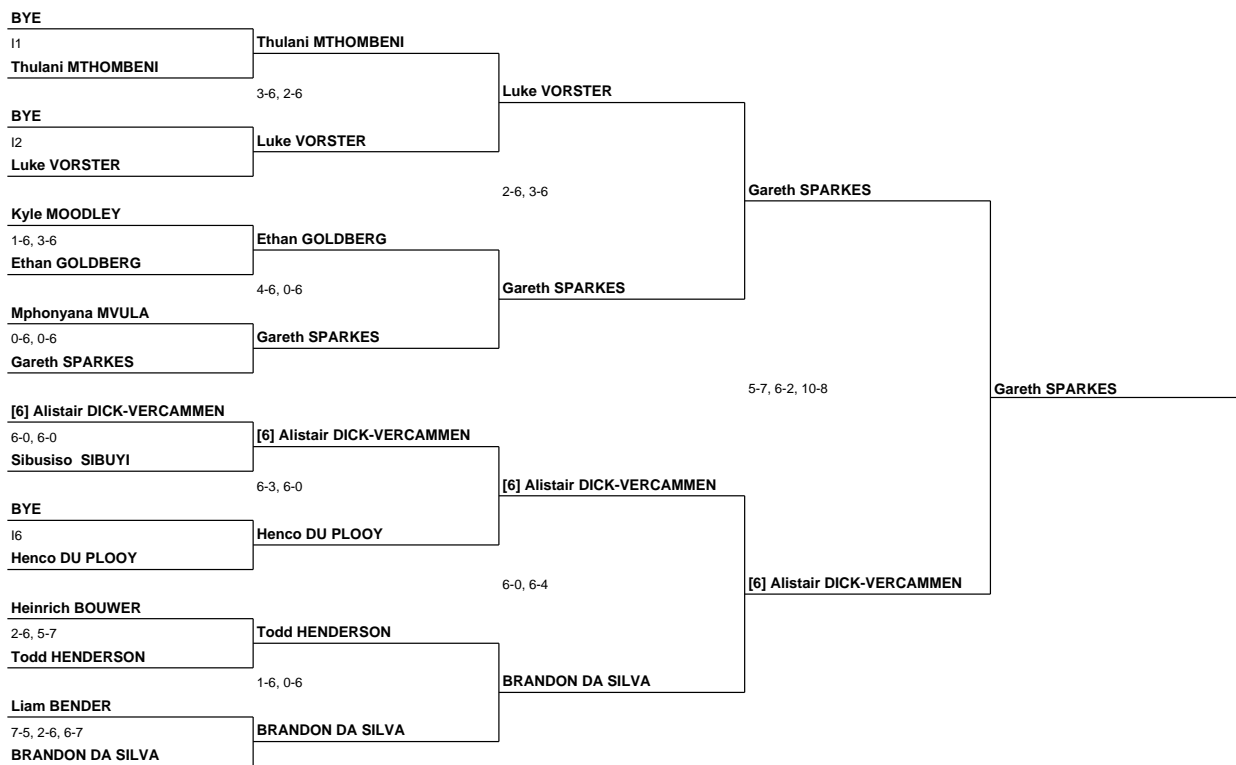 BYE
I1
Thulani MTHOMBENI
Thulani MTHOMBENI
3-6, 2-6
Luke VORSTER
BYE
I2
Luke VORSTER
Luke VORSTER
2-6, 3-6
Gareth SPARKES
Kyle MOODLEY
1-6, 3-6
Ethan GOLDBERG
Ethan GOLDBERG
4-6, 0-6
Gareth SPARKES
Mphonyana MVULA
0-6, 0-6
Gareth SPARKES
Gareth SPARKES
5-7, 6-2, 10-8
Gareth SPARKES
[6] Alistair DICK-VERCAMMEN
6-0, 6-0
Sibusiso SIBUYI
[6] Alistair DICK-VERCAMMEN
6-3, 6-0
[6] Alistair DICK-VERCAMMEN
BYE
I6
Henco DU PLOOY
Henco DU PLOOY
6-0, 6-4
[6] Alistair DICK-VERCAMMEN
Heinrich BOUWER
2-6, 5-7
Todd HENDERSON
Todd HENDERSON
1-6, 0-6
BRANDON DA SILVA
Liam BENDER
7-5, 2-6, 6-7
BRANDON DA SILVA
BRANDON DA SILVA